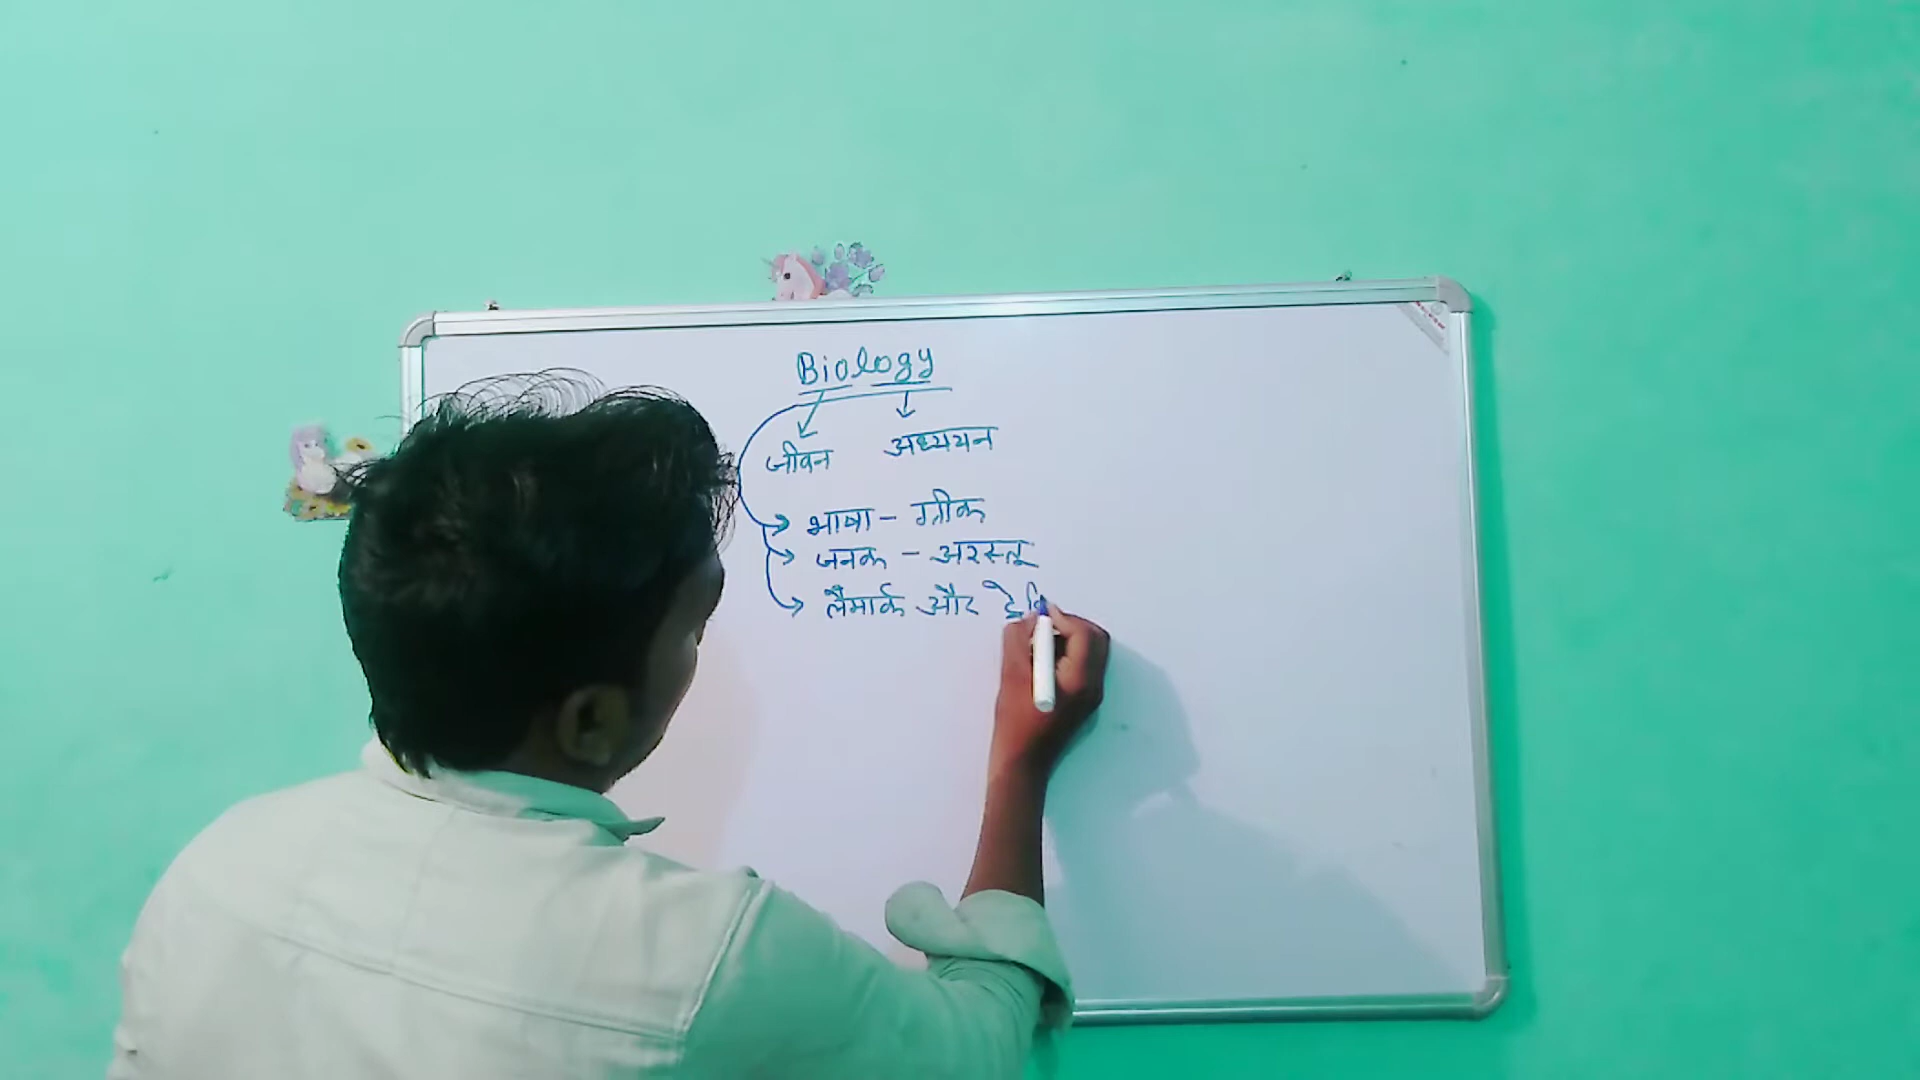 Biology
जीवन अध्ययन
भाषा - ग्रीक
जनक - अरस्तू
लैमार्क और